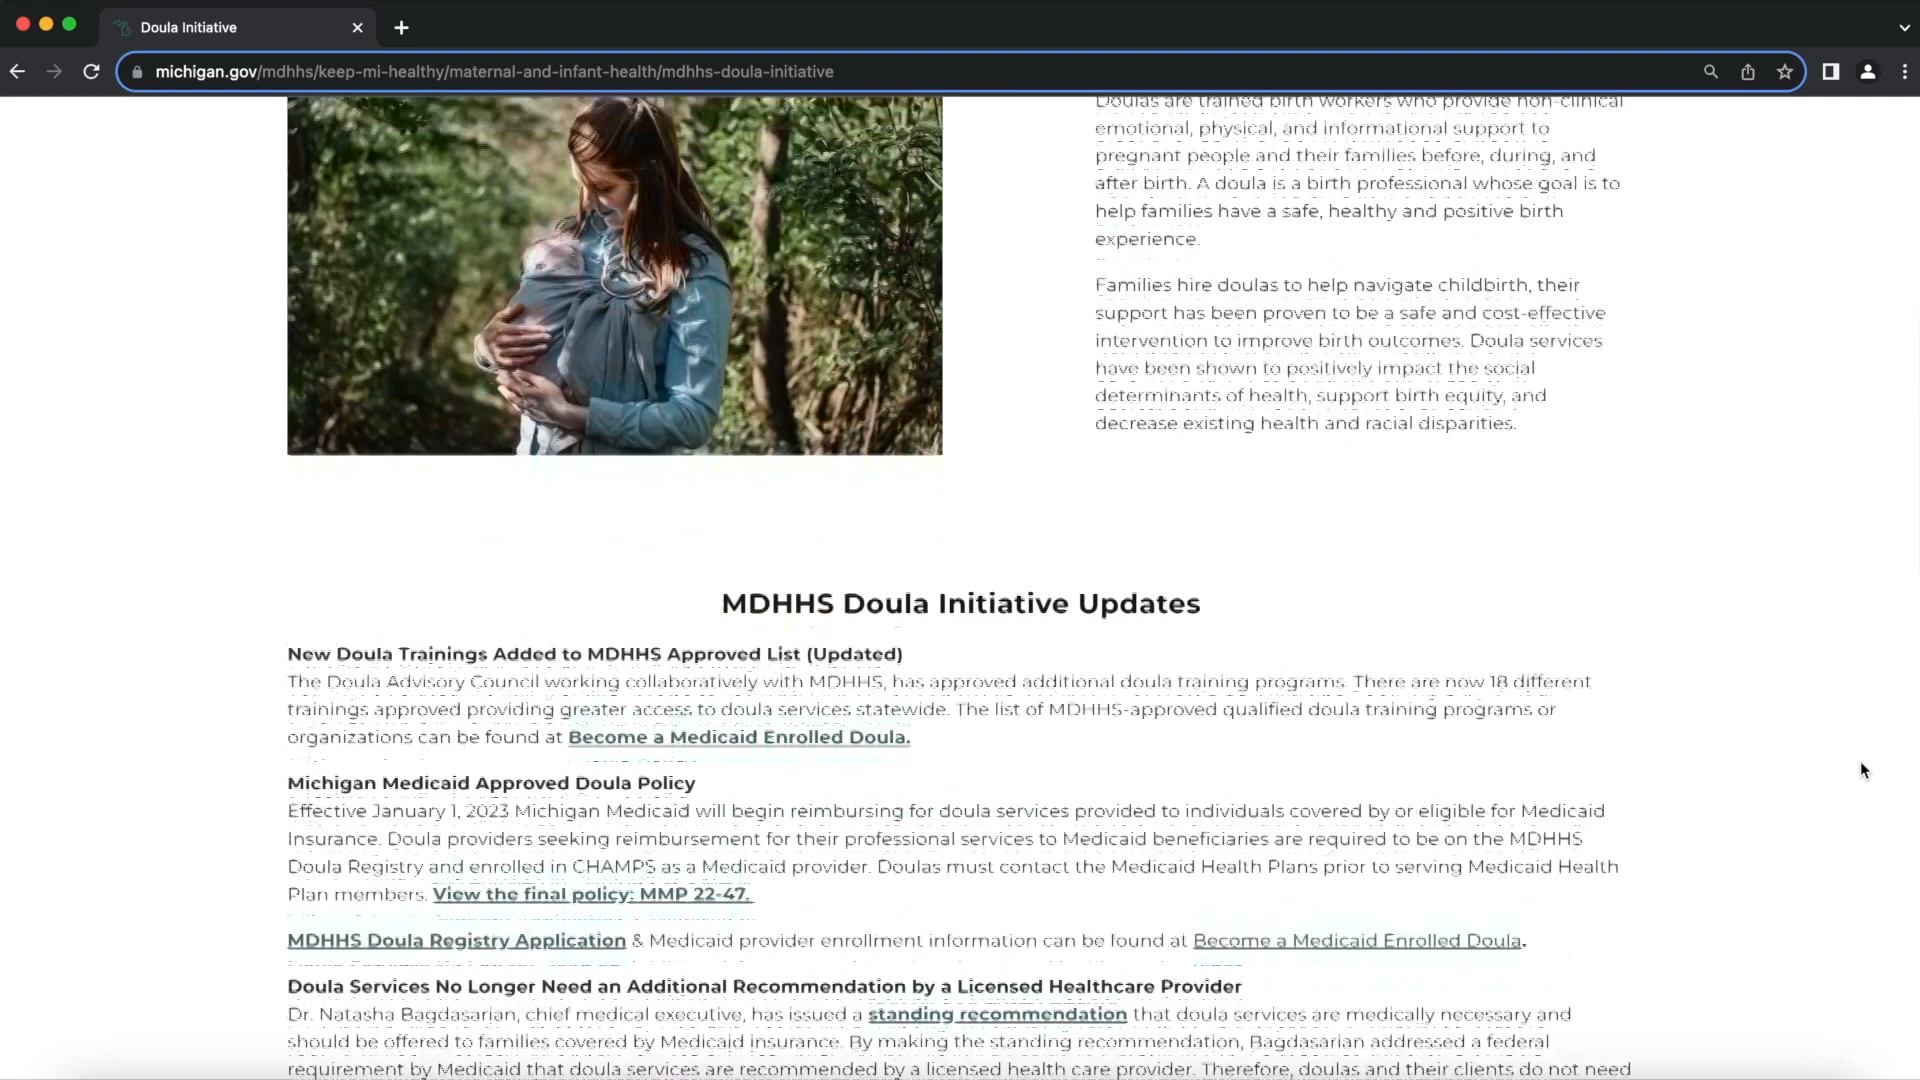 Doula Initiative
michigan.gov/mdhhs/keep-mi-healthy/maternal-and-infant-health/mdhhs-doula-initiative
Doulas are trained birth workers who provide non-clinical
emotional, physical, and informational support to
pregnant people and their families before, during, and
after birth. A doula is a birth professional whose goal is to
help families have a safe, healthy and positive birth
experience.
Families hire doulas to help navigate childbirth, their
support has been proven to be a safe and cost-effective
intervention to improve birth outcomes. Doula services
have been shown to positively impact the social
determinants of health, support birth equity, and
decrease existing health and racial disparities.
MDHHS Doula Initiative Updates
New Doula Trainings Added to MDHHS Approved List (Updated)
The Doula Advisory Council working collaboratively with MDHHS, has approved additional doula training programs. There are now 18 different
trainings approved providing greater access to doula services statewide. The list of MDHHS-approved qualified doula training programs or
organizations can be found at Become a Medicaid Enrolled Doula.
Michigan Medicaid Approved Doula Policy
Effective January 1, 2023 Michigan Medicaid will begin reimbursing for doula services provided to individuals covered by or eligible for Medicaid
Insurance. Doula providers seeking reimbursement for their professional services to Medicaid beneficiaries are required to be on the MDHHS
Doula Registry and enrolled in CHAMPS as a Medicaid provider. Doulas must contact the Medicaid Health Plans prior to serving Medicaid Health
Plan members. View the final policy: MMP 22-47.
MDHHS Doula Registry Application & Medicaid provider enrollment information can be found at Become a Medicaid Enrolled Doula.
Doula Services No Longer Need an Additional Recommendation by a Licensed Healthcare Provider
Dr. Natasha Bagdasarian, chief medical executive, has issued a standing recommendation that doula services are medically necessary and
should be offered to families covered by Medicaid insurance. By making the standing recommendation, Bagdasarian addressed a federal
requirement by Medicaid that doula services are recommended by a licensed health care provider. Therefore, doulas and their clients do not need